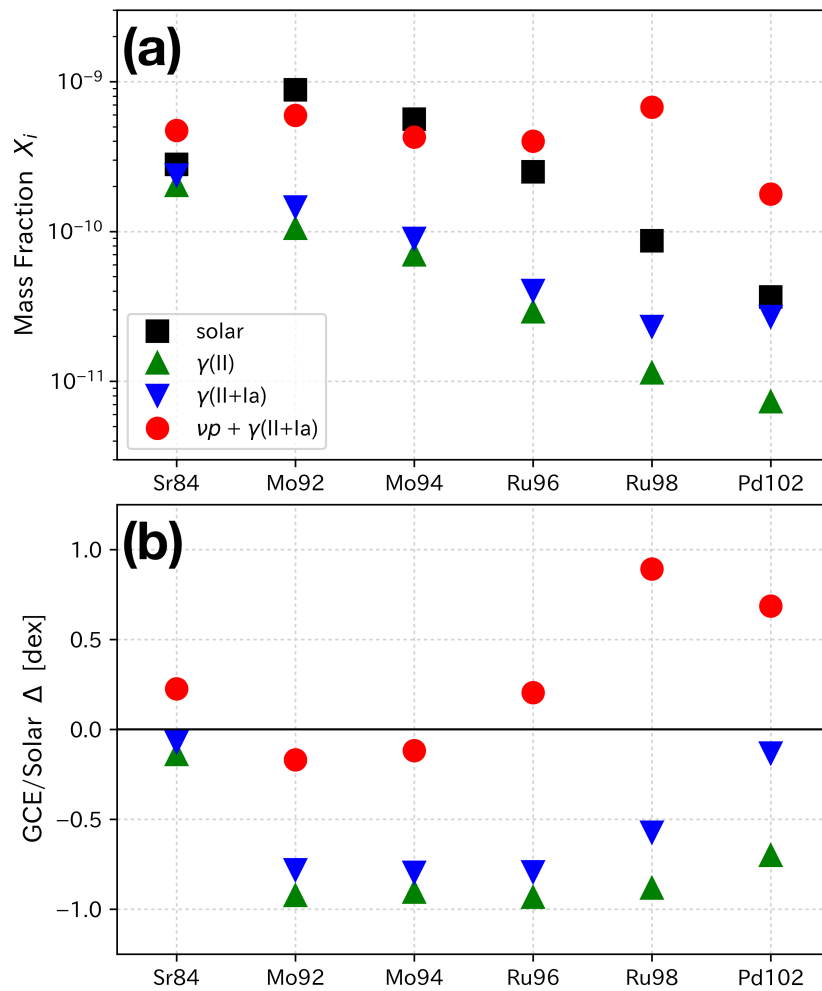 (a)
Mass Fraction X_i
10⁻⁹
10⁻¹⁰
10⁻¹¹
solar
γ(II)
γ(II+Ia)
νp + γ(II+Ia)
Sr84 Mo92 Mo94 Ru96 Ru98 Pd102
(b)
GCE/Solar Δ [dex]
1.0
0.5
0.0
−0.5
−1.0
Sr84 Mo92 Mo94 Ru96 Ru98 Pd102